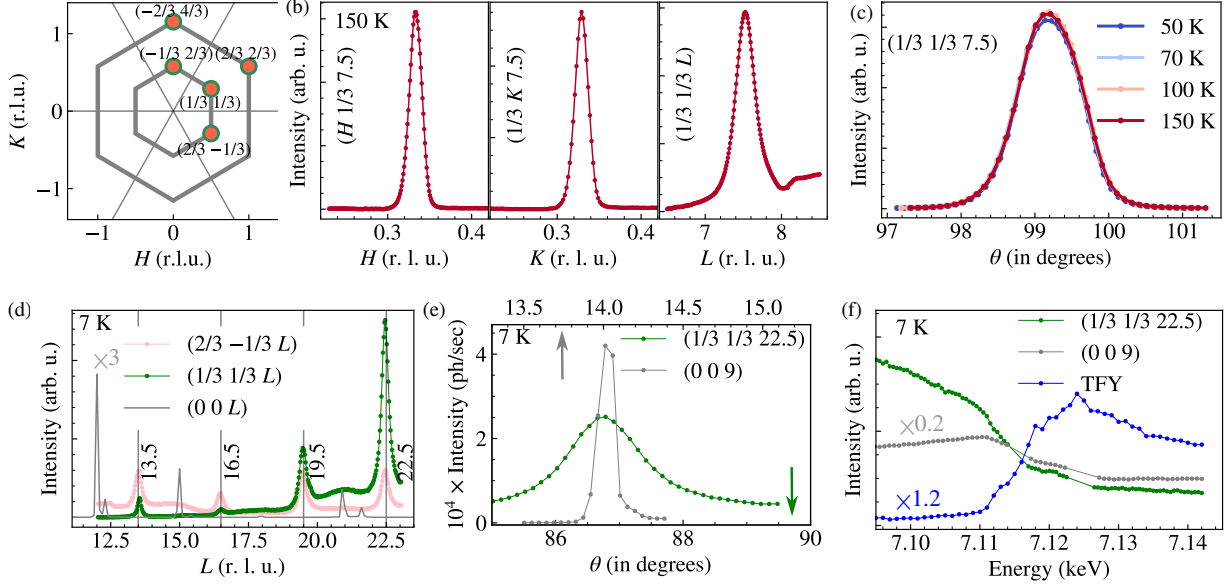 (−2/3 4/3)
(−1/3 2/3)
(2/3 2/3)
(1/3 1/3)
(2/3 −1/3)
1
0
−1
K (r.l.u.)
−1
0
1
H (r.l.u.)
(b)
150 K
Intensity (arb. u.)
(H 1/3 7.5)
(1/3 K 7.5)
(1/3 1/3 L)
0.3
0.4
0.3
0.4
7
8
H (r. l. u.)
K (r. l. u.)
L (r. l. u.)
(c)
(1/3 1/3 7.5)
50 K
70 K
100 K
150 K
Intensity (arb. u.)
97
98
99
100
101
θ (in degrees)
(d)
7 K
×3
(2/3 −1/3 L)
(1/3 1/3 L)
(0 0 L)
13.5
16.5
19.5
22.5
Intensity (arb. u.)
12.5
15.0
17.5
20.0
22.5
L (r. l. u.)
(e)
13.5
14.0
14.5
15.0
7 K
(1/3 1/3 22.5)
(0 0 9)
10⁴ × Intensity (ph/sec)
4
2
0
86
88
90
θ (in degrees)
(f)
7 K
(1/3 1/3 22.5)
(0 0 9)
TFY
×0.2
×1.2
Intensity (arb. u.)
7.10
7.11
7.12
7.13
7.14
Energy (keV)